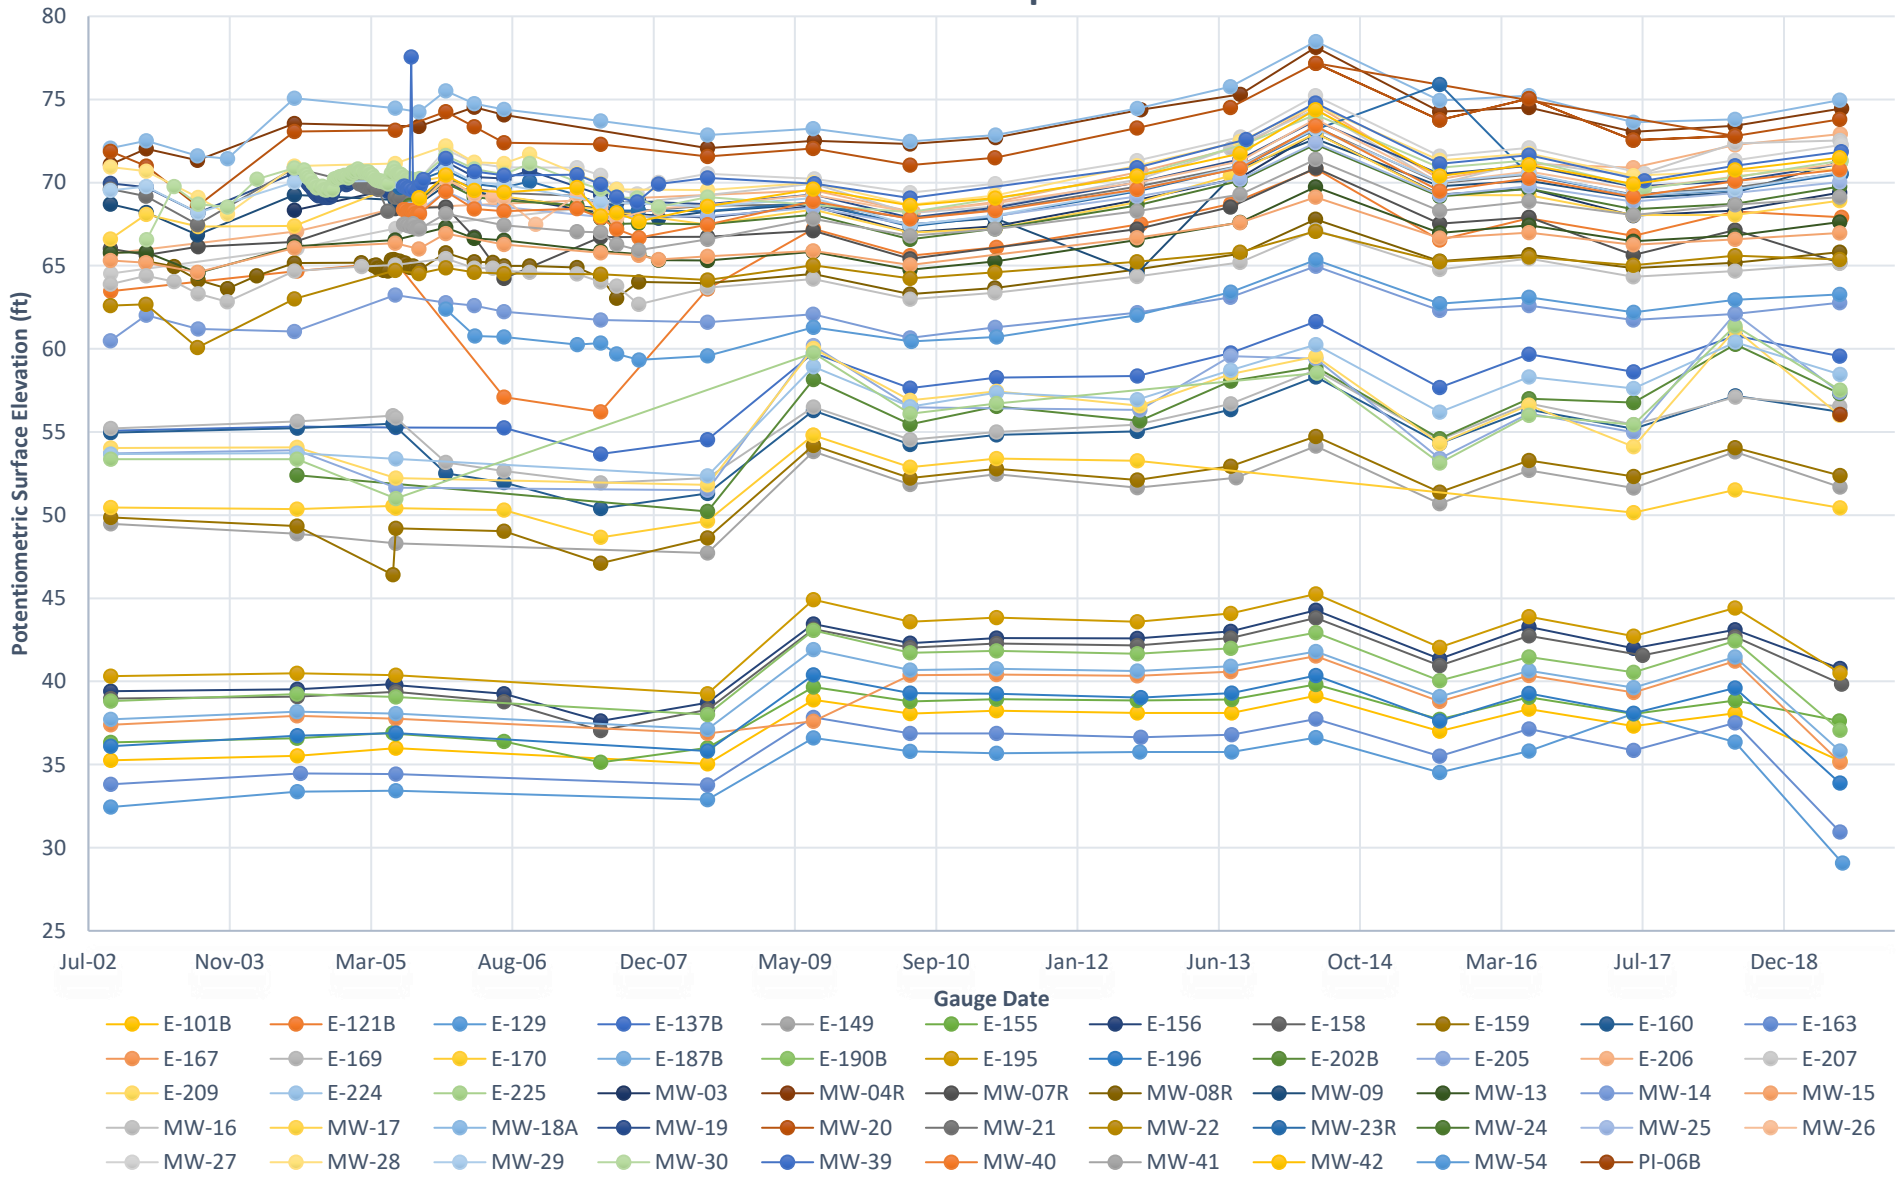 80
75
70
65
60
55
50
45
40
35
30
25
Potentiometric Surface Elevation (ft)
Jul-02 Nov-03 Mar-05 Aug-06 Dec-07 May-09 Sep-10 Jan-12 Jun-13 Oct-14 Mar-16 Jul-17 Dec-18
Gauge Date
E-101B E-121B E-129 E-137B E-149 E-155 E-156 E-158 E-159 E-160 E-163
E-167 E-169 E-170 E-187B E-190B E-195 E-196 E-202B E-205 E-206 E-207
E-209 E-224 E-225 MW-03 MW-04R MW-07R MW-08R MW-09 MW-13 MW-14 MW-15
MW-16 MW-17 MW-18A MW-19 MW-20 MW-21 MW-22 MW-23R MW-24 MW-25 MW-26
MW-27 MW-28 MW-29 MW-30 MW-39 MW-40 MW-41 MW-42 MW-54 PI-06B